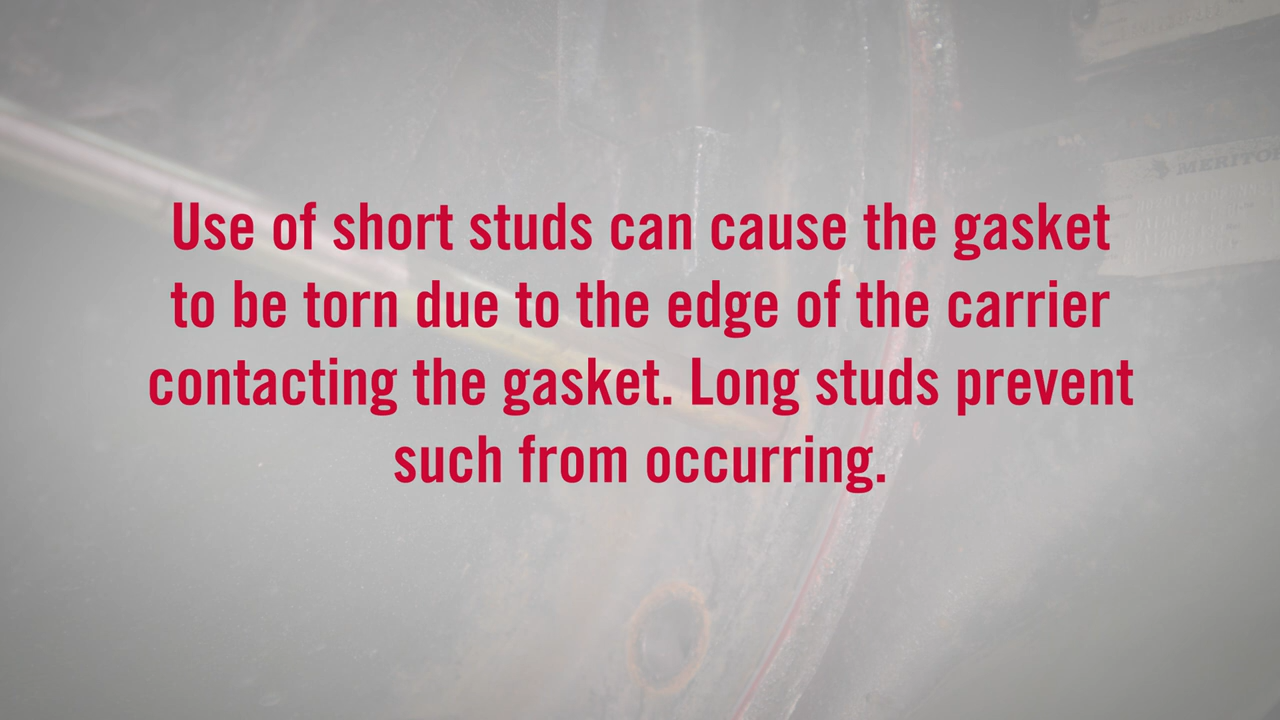 MERITOR
Use of short studs can cause the gasket
to be torn due to the edge of the carrier
contacting the gasket. Long studs prevent
such from occurring.